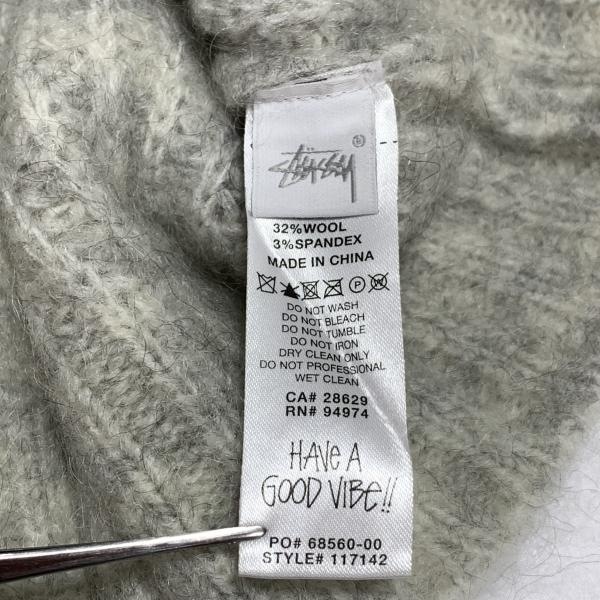 STÜSSY ®
32%WOOL
3%SPANDEX
MADE IN CHINA
P W
DO NOT WASH
DO NOT BLEACH
DO NOT TUMBLE
DO NOT IRON
DRY CLEAN ONLY
DO NOT PROFESSIONAL
WET CLEAN
CA# 28629
RN# 94974
HAVE A
GOOD VIBE!!
PO# 68560-00
STYLE# 117142